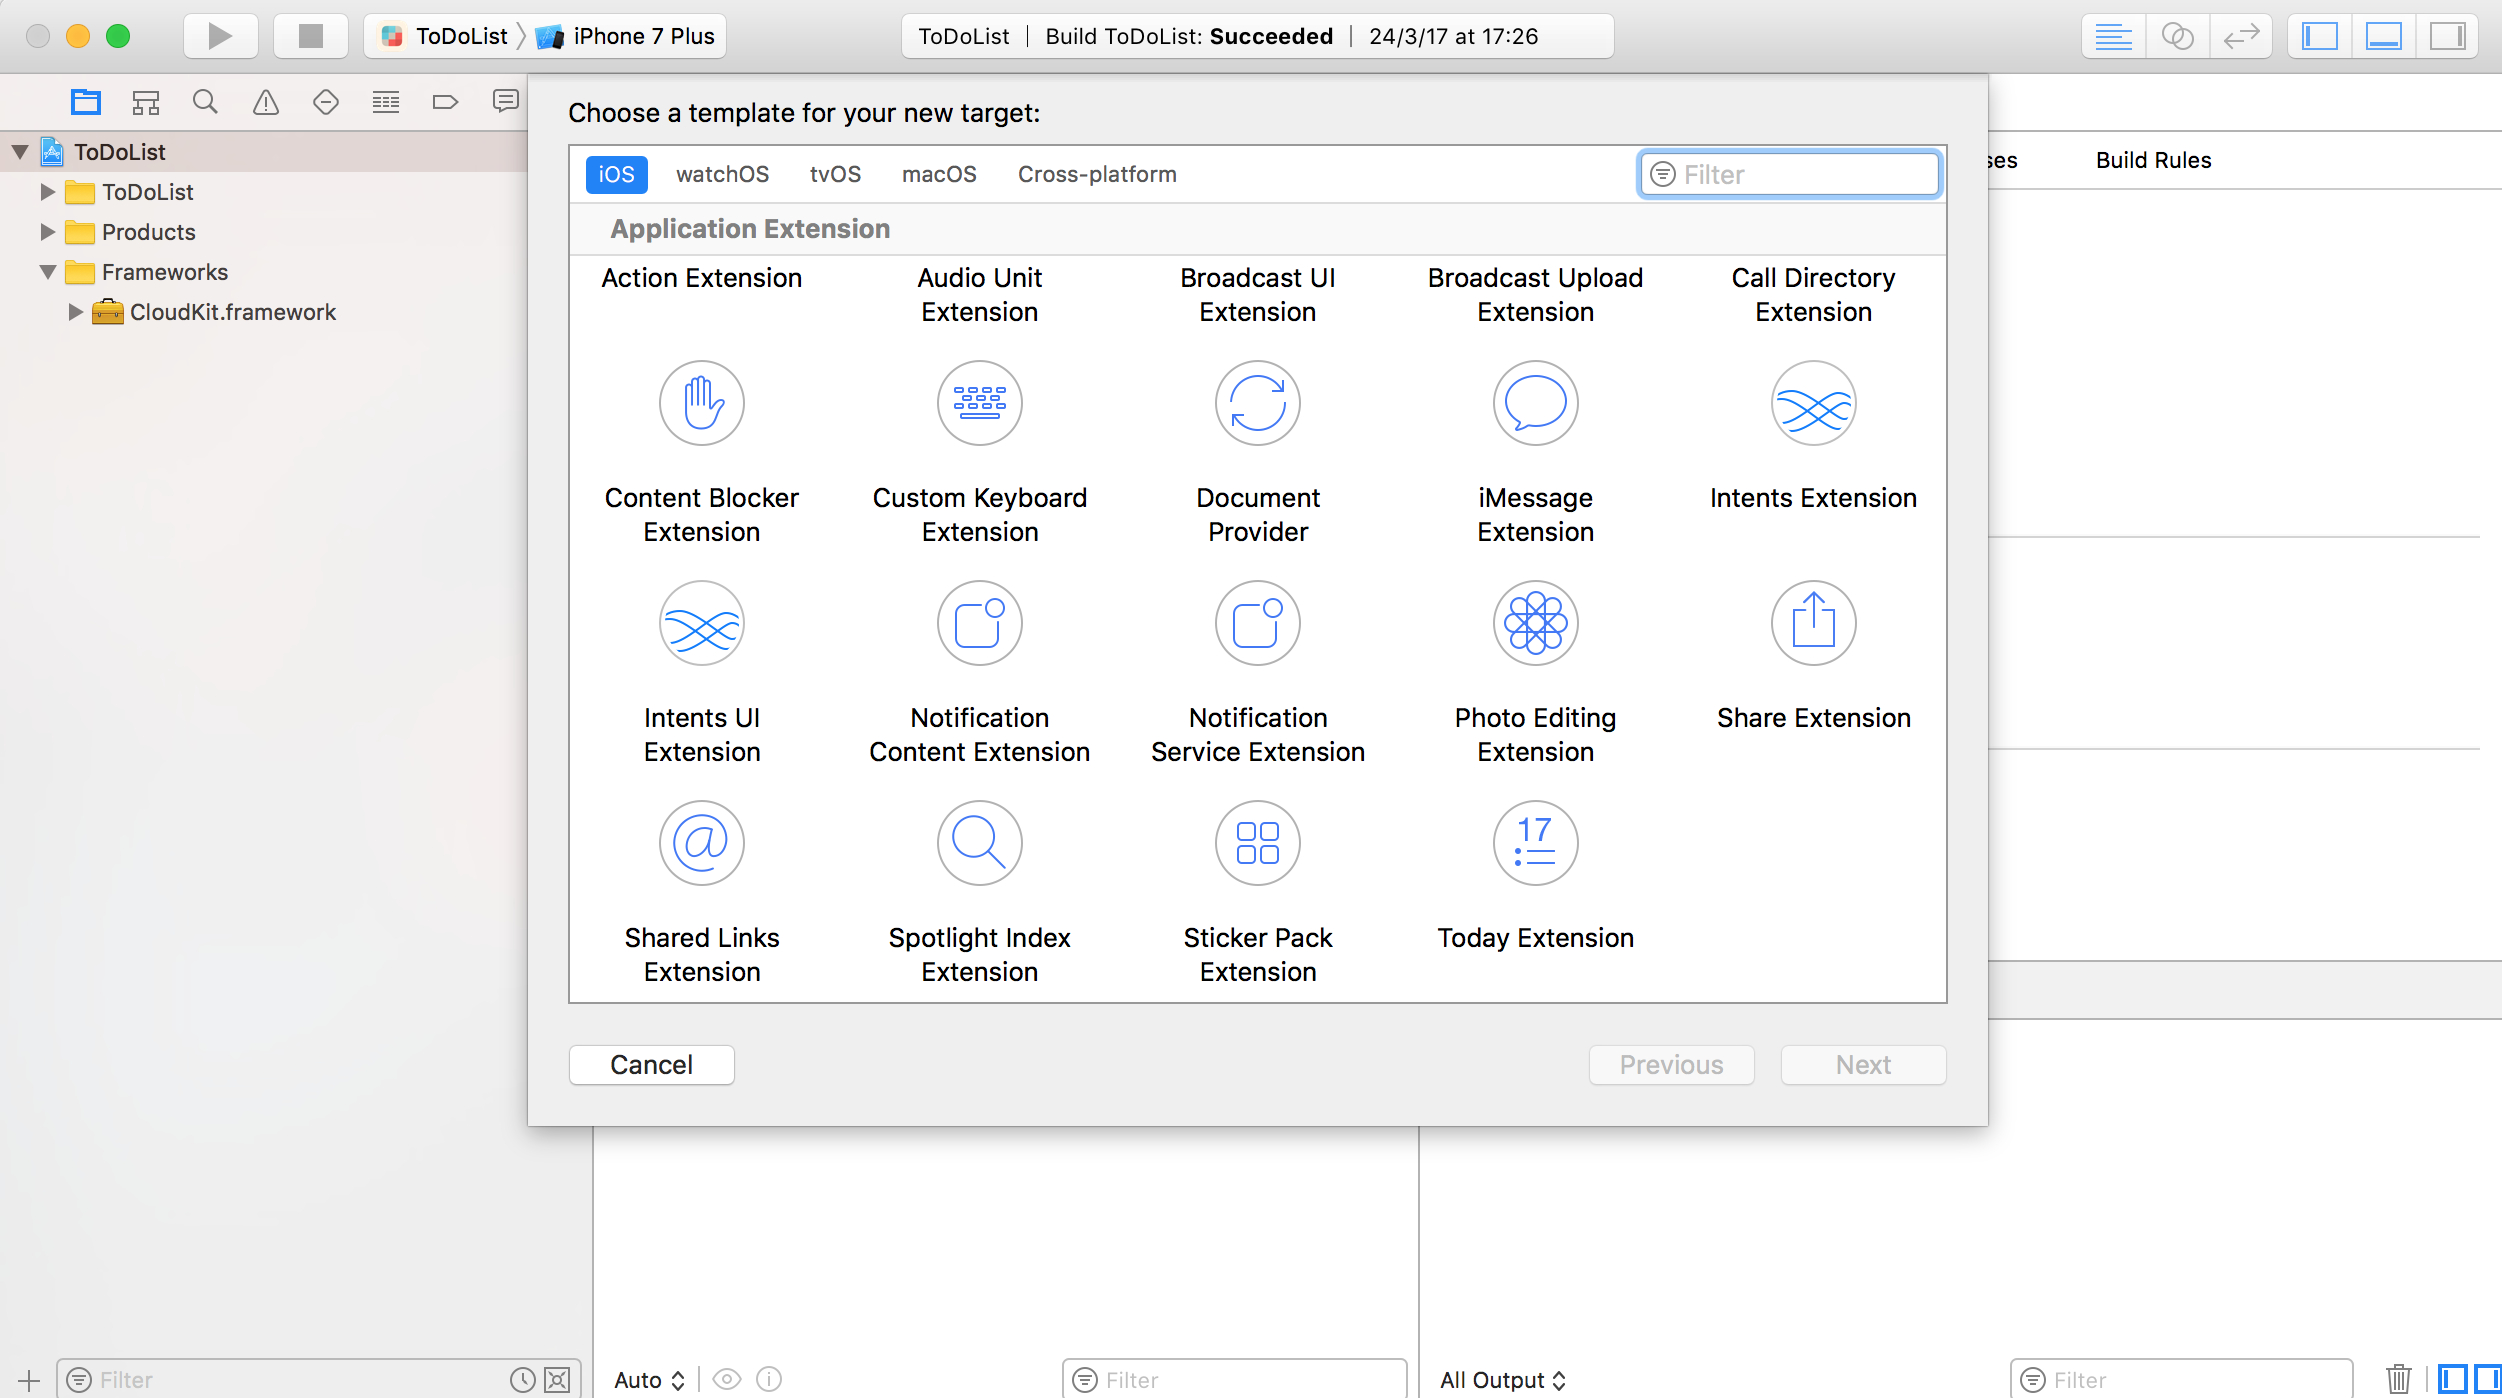 ToDoList iPhone 7 Plus
ToDoList Build ToDoList: Succeeded 24/3/17 at 17:26
ToDoList
ToDoList
Products
Frameworks
CloudKit.framework
Choose a template for your new target:
iOS watchOS tvOS macOS Cross-platform
Filter
Application Extension
Action Extension
Audio Unit
Extension
Broadcast UI
Extension
Broadcast Upload
Extension
Call Directory
Extension
Content Blocker
Extension
Custom Keyboard
Extension
Document
Provider
iMessage
Extension
Intents Extension
Intents UI
Extension
Notification
Content Extension
Notification
Service Extension
Photo Editing
Extension
Share Extension
@
Shared Links
Extension
Spotlight Index
Extension
Sticker Pack
Extension
17
Today Extension
Cancel
Previous
Next
Build Rules
Filter
Auto
Filter
All Output
Filter